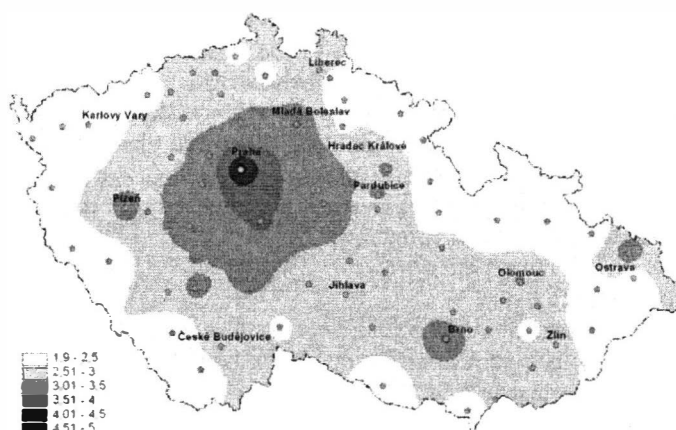 Liberec
Karlovy Vary
Mladá Boleslav
Hradec Králové
Praha
Pardubice
Plzeň
Olomouc
Ostrava
Jihlava
České Budějovice
Brno
Zlín
1.9 - 2.5
2.51 - 3
3.01 - 3.5
3.51 - 4
4.01 - 4.5
4.51 - 5